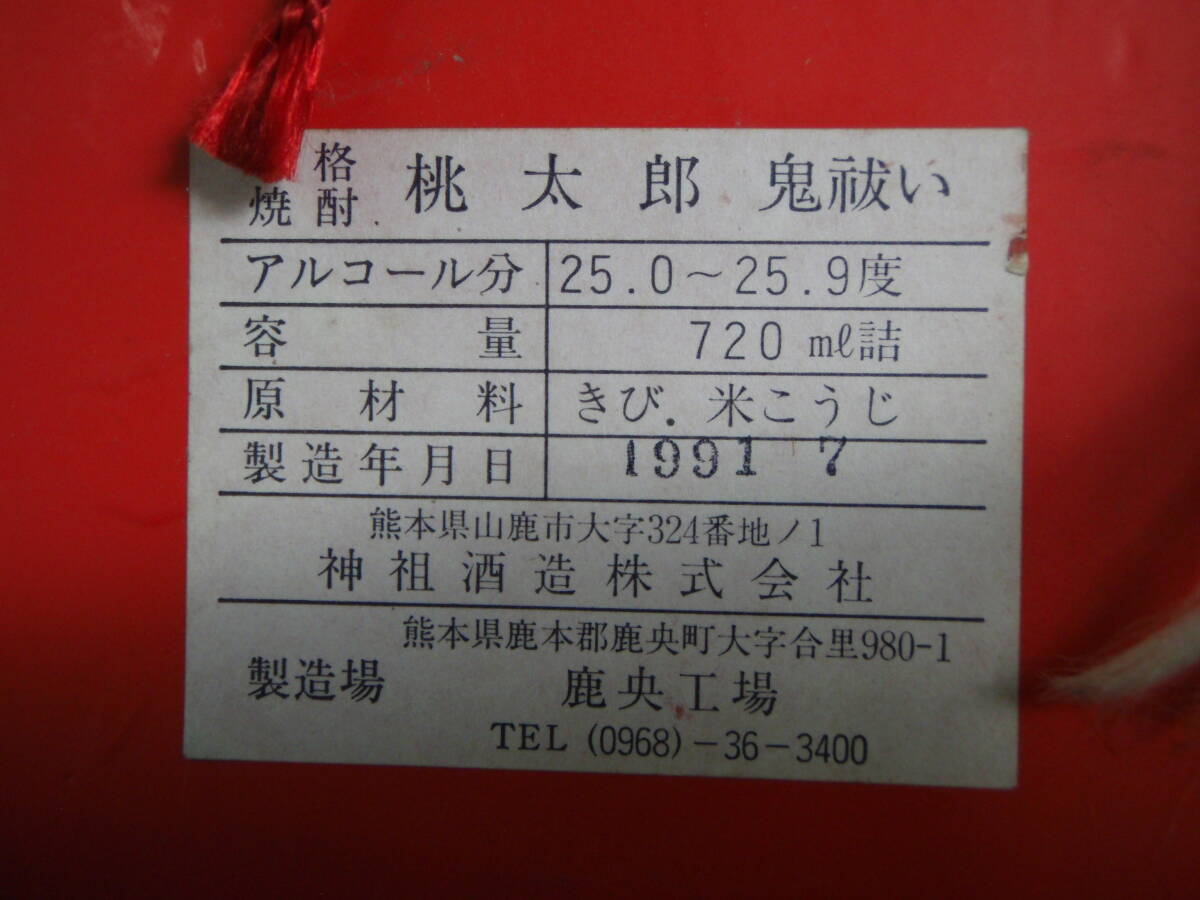 格
焼酎 桃太郎 鬼祓い
アルコール分 25.0～25.9度
容量 720 mℓ詰
原材料 きび．米こうじ
製造年月日 1991 7
熊本県山鹿市大字324番地ノ1
神祖酒造株式会社
熊本県鹿本郡鹿央町大字合里980-1
製造場 鹿央工場
TEL (0968)－36－3400